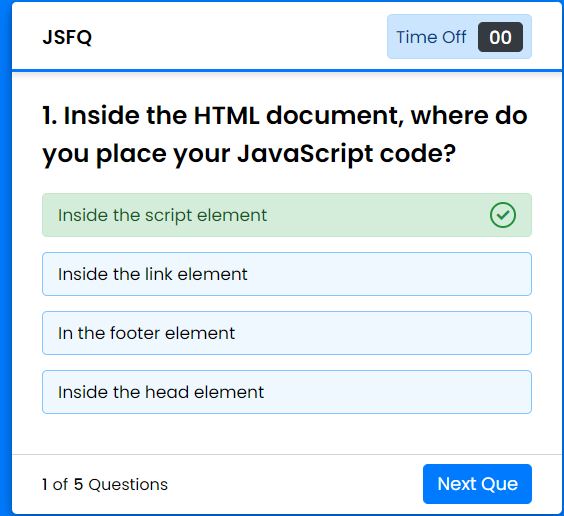 JSFQ
Time Off 00
1. Inside the HTML document, where do
you place your JavaScript code?
Inside the script element
Inside the link element
In the footer element
Inside the head element
1 of 5 Questions
Next Que